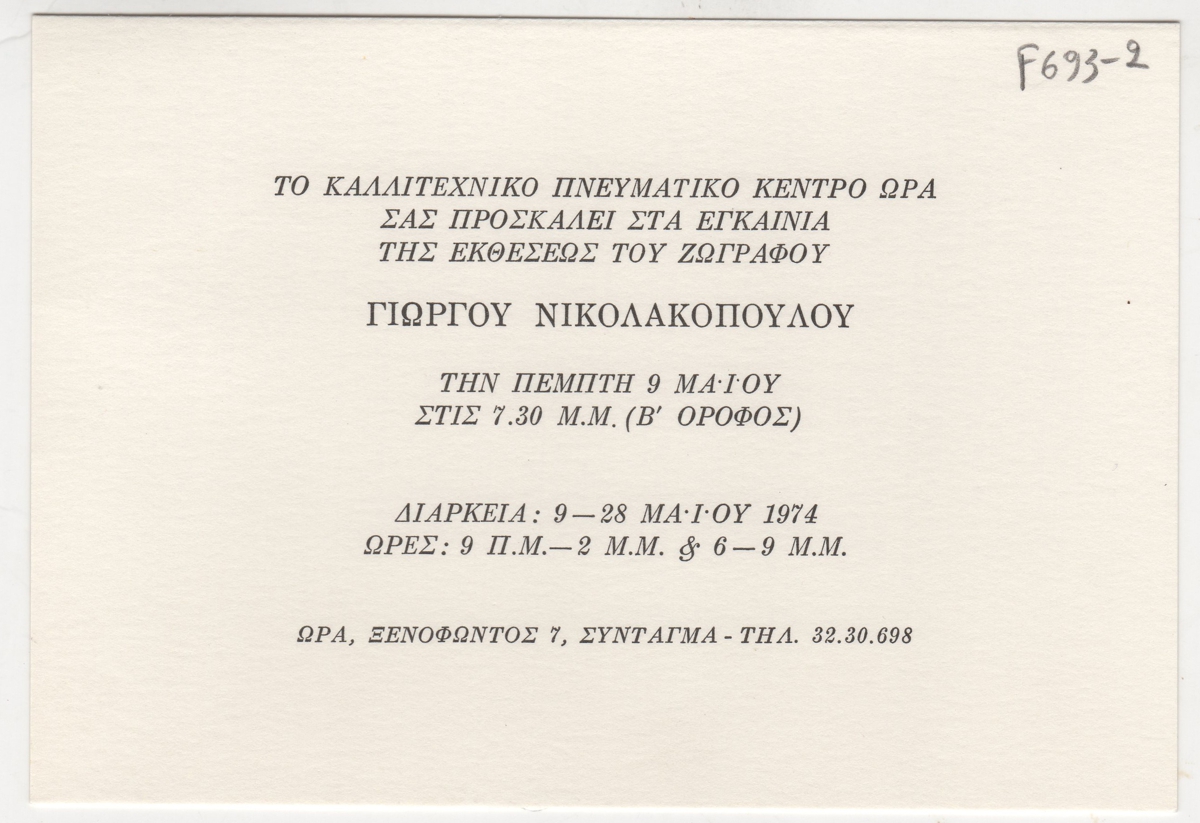 F693-2
ΤΟ ΚΑΛΛΙΤΕΧΝΙΚΟ ΠΝΕΥΜΑΤΙΚΟ ΚΕΝΤΡΟ ΩΡΑ
ΣΑΣ ΠΡΟΣΚΑΛΕΙ ΣΤΑ ΕΓΚΑΙΝΙΑ
ΤΗΣ ΕΚΘΕΣΕΩΣ ΤΟΥ ΖΩΓΡΑΦΟΥ
ΓΙΩΡΓΟΥ ΝΙΚΟΛΑΚΟΠΟΥΛΟΥ
ΤΗΝ ΠΕΜΠΤΗ 9 ΜΑ·Ι·ΟΥ
ΣΤΙΣ 7.30 Μ.Μ. (Β' ΟΡΟΦΟΣ)
ΔΙΑΡΚΕΙΑ: 9—28 ΜΑ·Ι·ΟΥ 1974
ΩΡΕΣ: 9 Π.Μ.—2 Μ.Μ. & 6—9 Μ.Μ.
ΩΡΑ, ΞΕΝΟΦΩΝΤΟΣ 7, ΣΥΝΤΑΓΜΑ - ΤΗΛ. 32.30.698